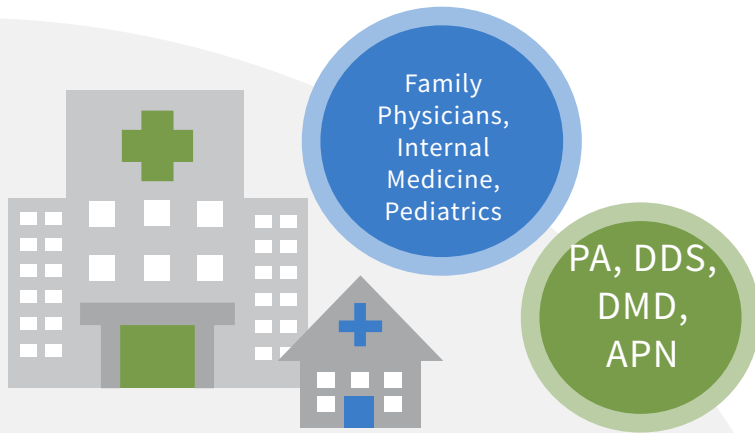 Family
Physicians,
Internal
Medicine,
Pediatrics
PA, DDS,
DMD,
APN